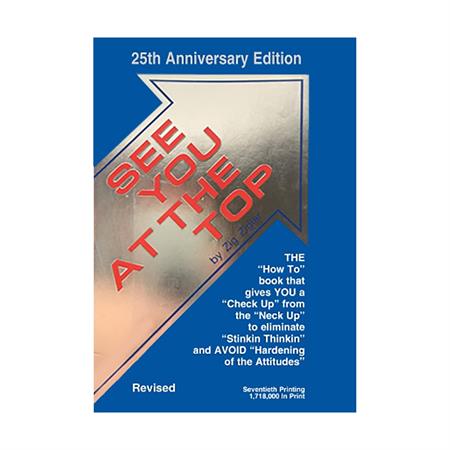 25th Anniversary Edition
SEE
YOU
AT THE
TOP
by Zig Ziglar
THE
“How To”
book that
gives YOU a
“Check Up” from
the “Neck Up”
to eliminate
“Stinkin Thinkin”
and AVOID “Hardening
of the Attitudes”
Revised
Seventieth Printing
1,718,000 In Print